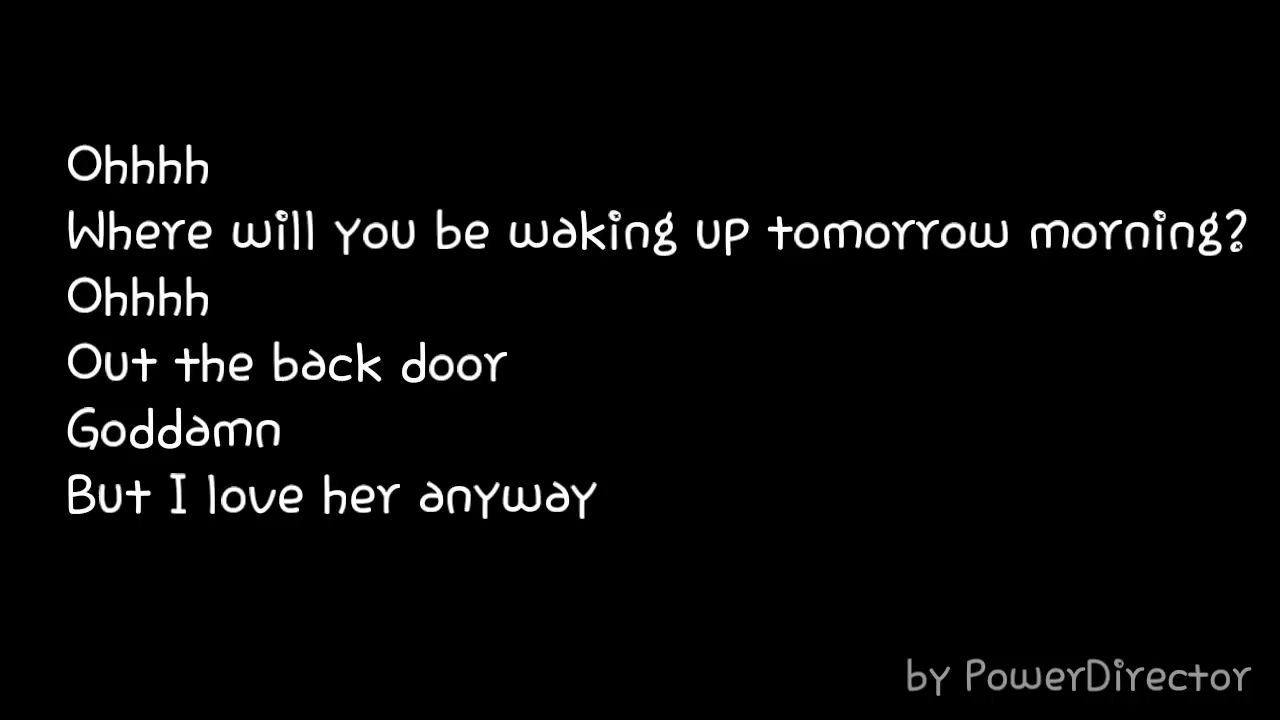 Ohhhh
Where will you be waking up tomorrow morning?
Ohhhh
Out the back door
Goddamn
But I love her anyway
by PowerDirector